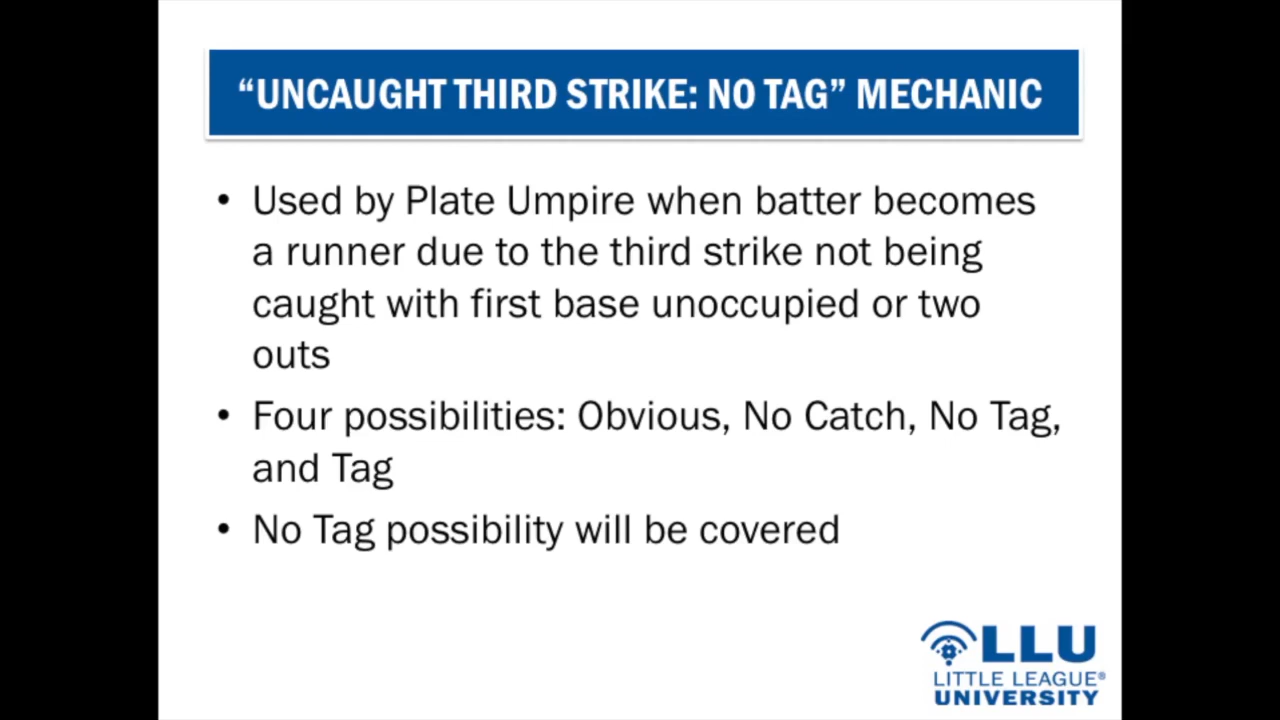 “UNCAUGHT THIRD STRIKE: NO TAG” MECHANIC
• Used by Plate Umpire when batter becomes
a runner due to the third strike not being
caught with first base unoccupied or two
outs
• Four possibilities: Obvious, No Catch, No Tag,
and Tag
• No Tag possibility will be covered
LLU
LITTLE LEAGUE®
UNIVERSITY